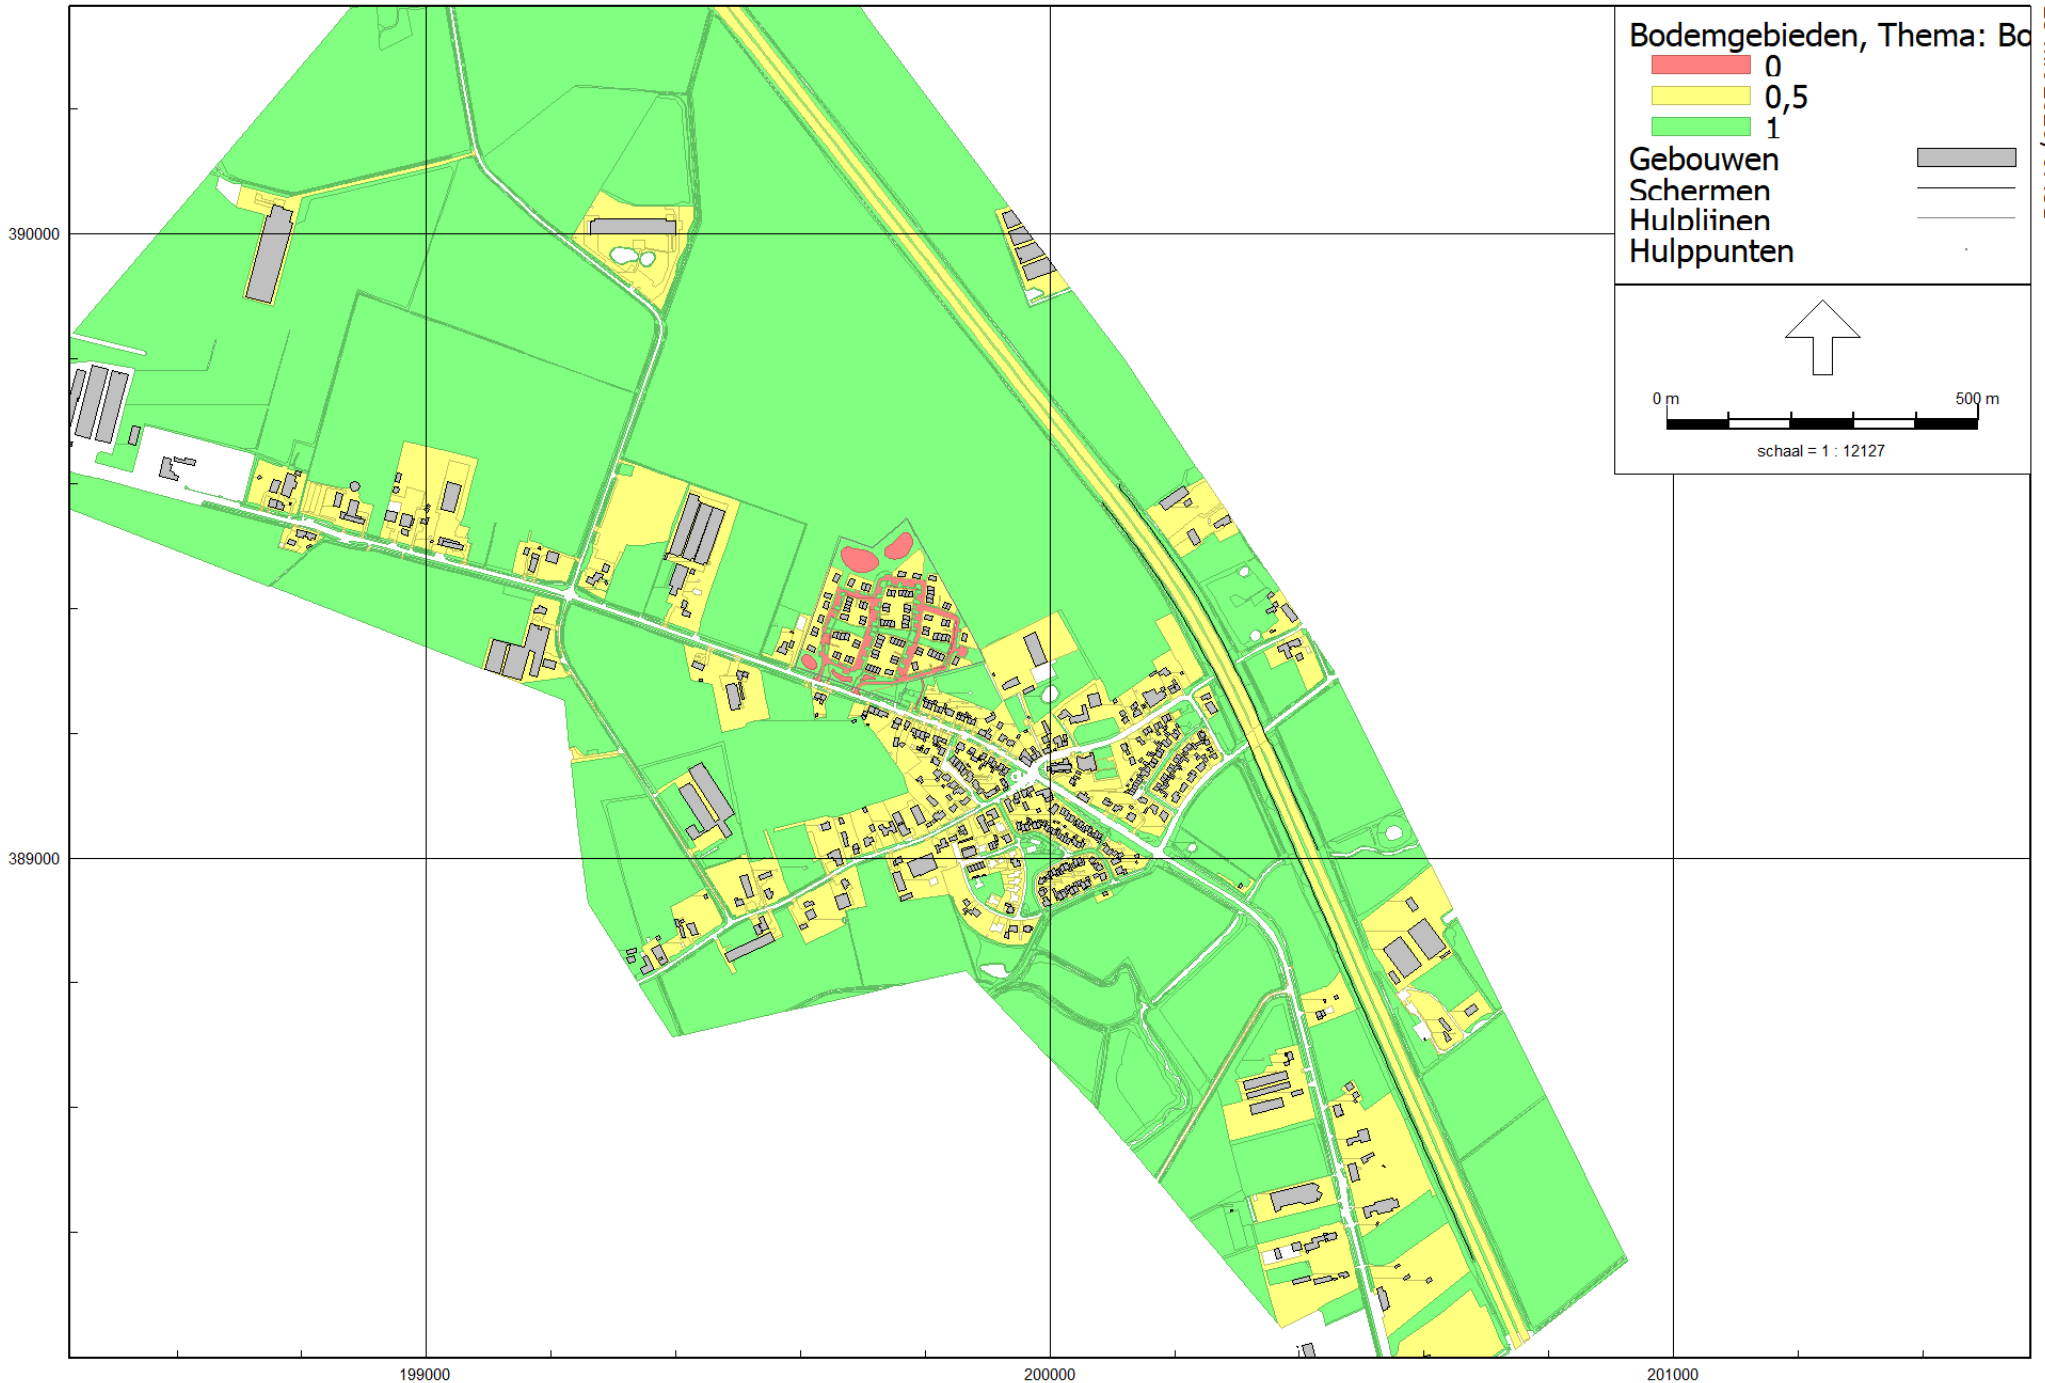 Bodemgebieden, Thema: Bo
0
0,5
1
Gebouwen
Schermen
Hulplijnen
Hulppunten
0 m
500 m
schaal = 1 : 12127
390000
389000
199000
200000
201000